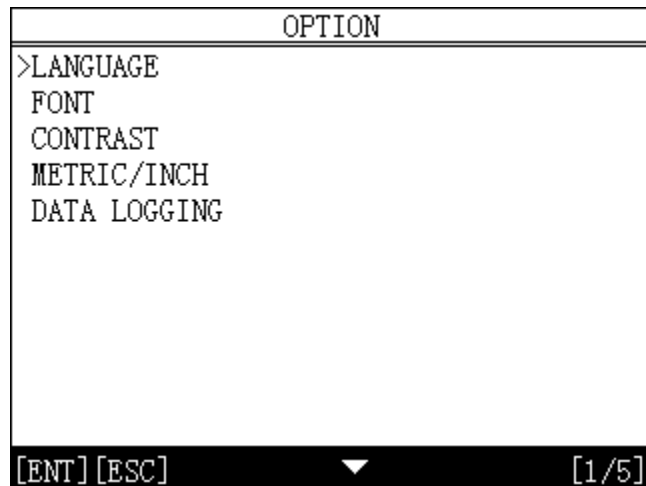 OPTION
>LANGUAGE
FONT
CONTRAST
METRIC/INCH
DATA LOGGING
[ENT][ESC] [1/5]